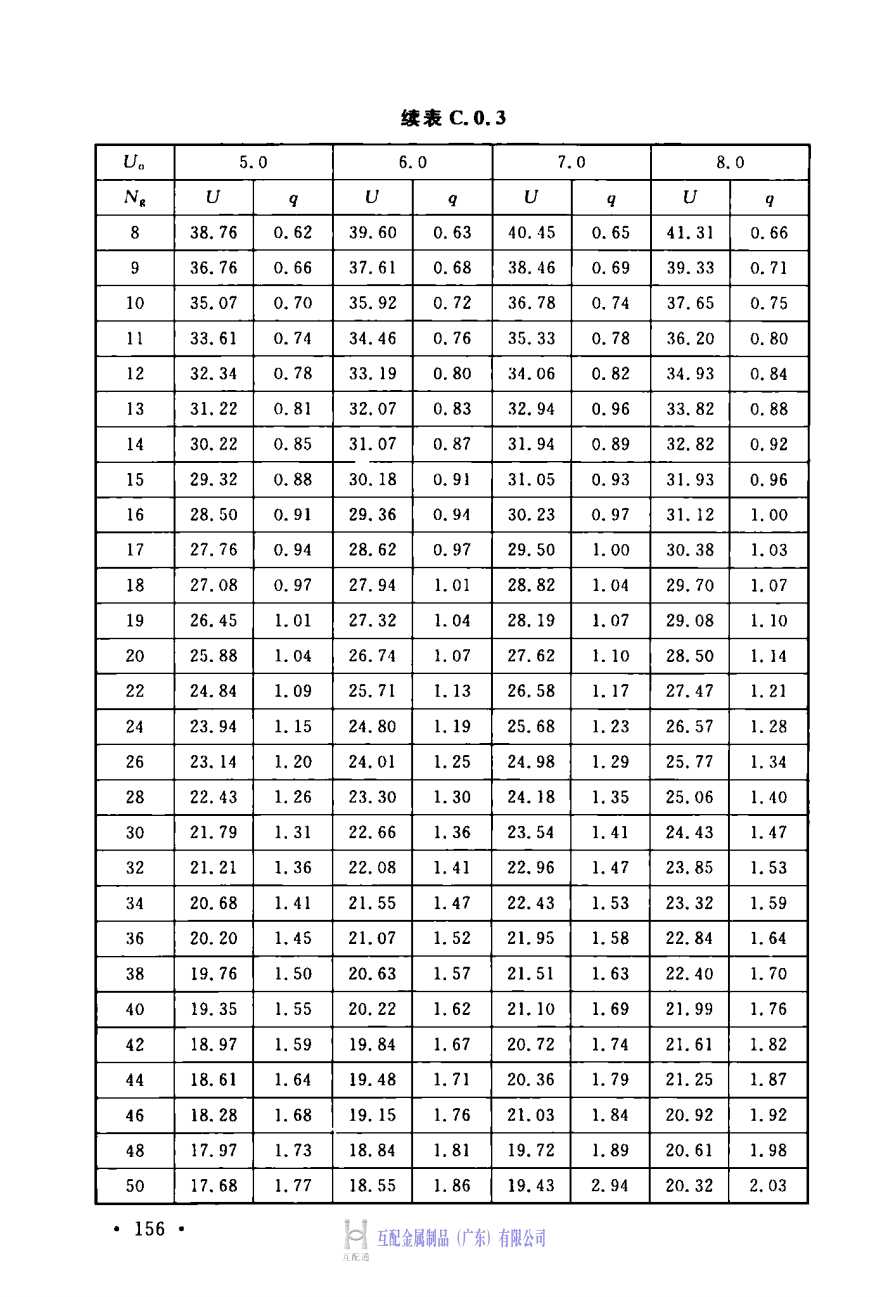 续表 C.0.3
U₀ 5.0 6.0 7.0 8.0
Ng U q U q U q U q
8 38.76 0.62 39.60 0.63 40.45 0.65 41.31 0.66
9 36.76 0.66 37.61 0.68 38.46 0.69 39.33 0.71
10 35.07 0.70 35.92 0.72 36.78 0.74 37.65 0.75
11 33.61 0.74 34.46 0.76 35.33 0.78 36.20 0.80
12 32.34 0.78 33.19 0.80 34.06 0.82 34.93 0.84
13 31.22 0.81 32.07 0.83 32.94 0.96 33.82 0.88
14 30.22 0.85 31.07 0.87 31.94 0.89 32.82 0.92
15 29.32 0.88 30.18 0.91 31.05 0.93 31.93 0.96
16 28.50 0.91 29.36 0.94 30.23 0.97 31.12 1.00
17 27.76 0.94 28.62 0.97 29.50 1.00 30.38 1.03
18 27.08 0.97 27.94 1.01 28.82 1.04 29.70 1.07
19 26.45 1.01 27.32 1.04 28.19 1.07 29.08 1.10
20 25.88 1.04 26.74 1.07 27.62 1.10 28.50 1.14
22 24.84 1.09 25.71 1.13 26.58 1.17 27.47 1.21
24 23.94 1.15 24.80 1.19 25.68 1.23 26.57 1.28
26 23.14 1.20 24.01 1.25 24.98 1.29 25.77 1.34
28 22.43 1.26 23.30 1.30 24.18 1.35 25.06 1.40
30 21.79 1.31 22.66 1.36 23.54 1.41 24.43 1.47
32 21.21 1.36 22.08 1.41 22.96 1.47 23.85 1.53
34 20.68 1.41 21.55 1.47 22.43 1.53 23.32 1.59
36 20.20 1.45 21.07 1.52 21.95 1.58 22.84 1.64
38 19.76 1.50 20.63 1.57 21.51 1.63 22.40 1.70
40 19.35 1.55 20.22 1.62 21.10 1.69 21.99 1.76
42 18.97 1.59 19.84 1.67 20.72 1.74 21.61 1.82
44 18.61 1.64 19.48 1.71 20.36 1.79 21.25 1.87
46 18.28 1.68 19.15 1.76 21.03 1.84 20.92 1.92
48 17.97 1.73 18.84 1.81 19.72 1.89 20.61 1.98
50 17.68 1.77 18.55 1.86 19.43 2.94 20.32 2.03
• 156 •
互配金属制品（广东）有限公司
互配通